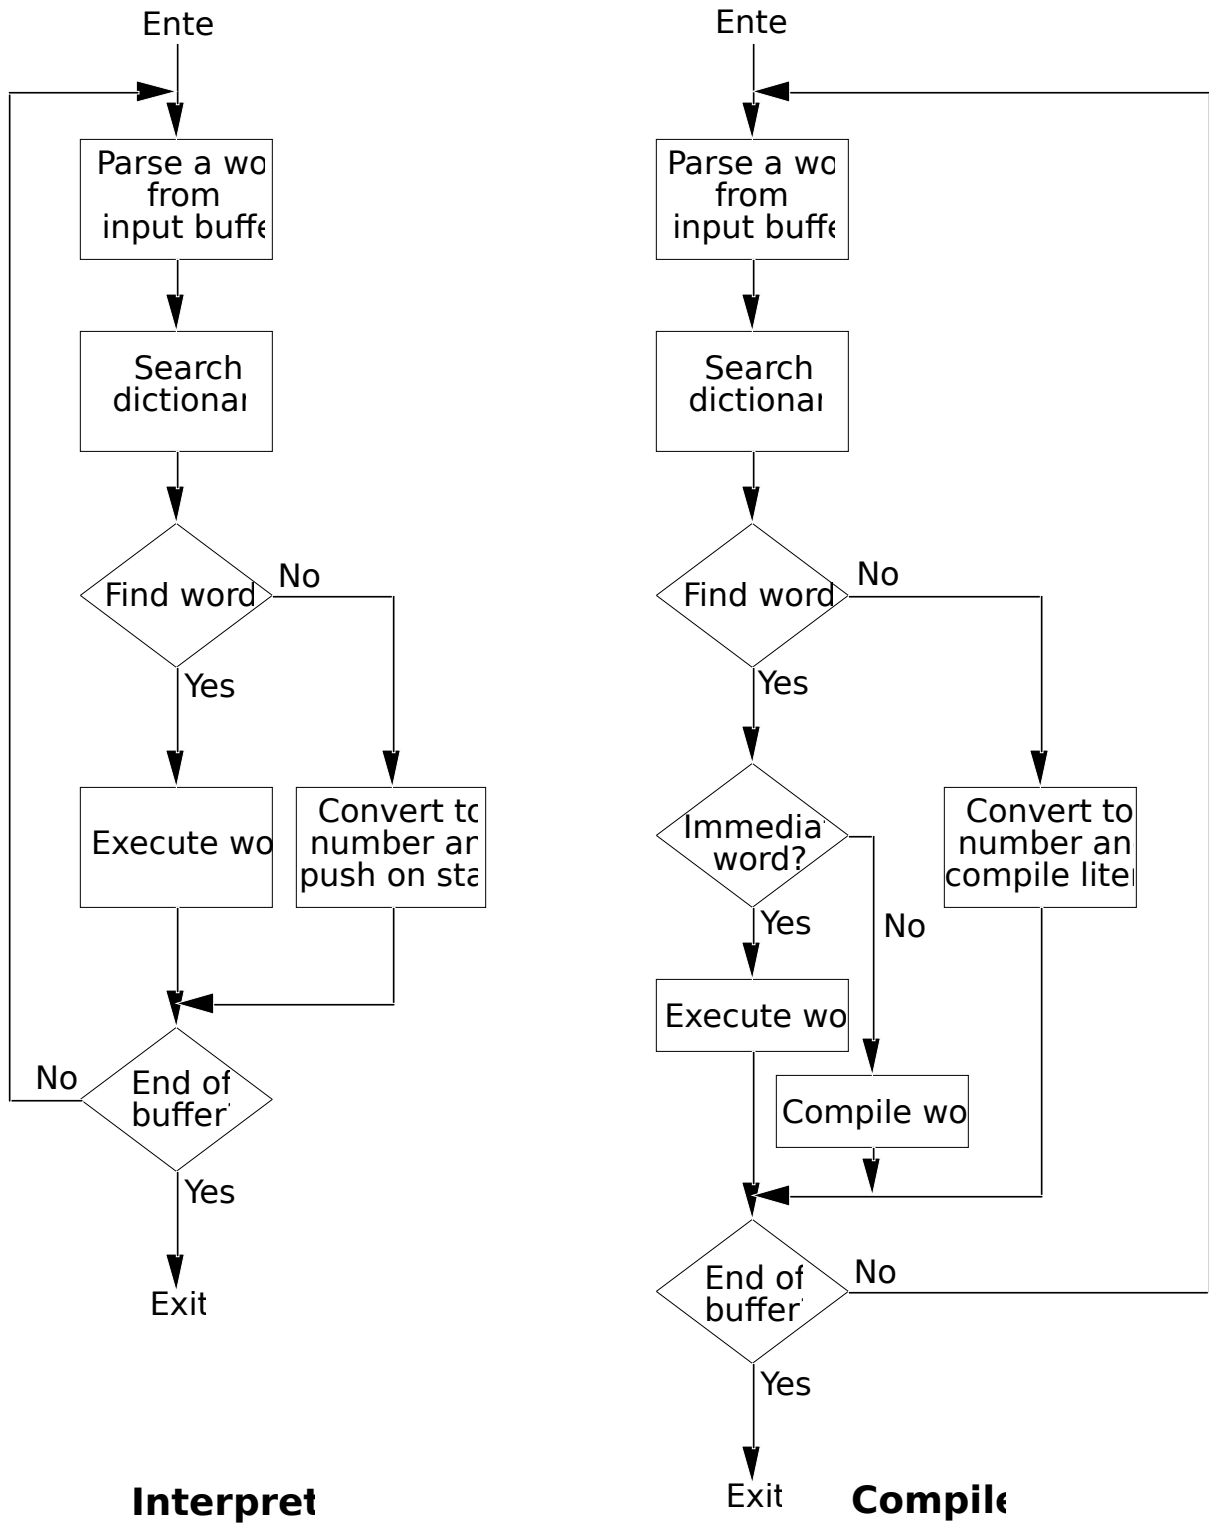 Ente
Parse a wo
from
input buffe
Search
dictionar
Find word
No
Yes
Execute wo
Convert to
number an
push on sta
End of
buffer
No
Yes
Exit
Interpret
Ente
Parse a wo
from
input buffe
Search
dictionar
Find word
No
Yes
Immedia
word?
Convert to
number an
compile liter
Yes
No
Execute wo
Compile wo
End of
buffer
No
Yes
Exit
Compile